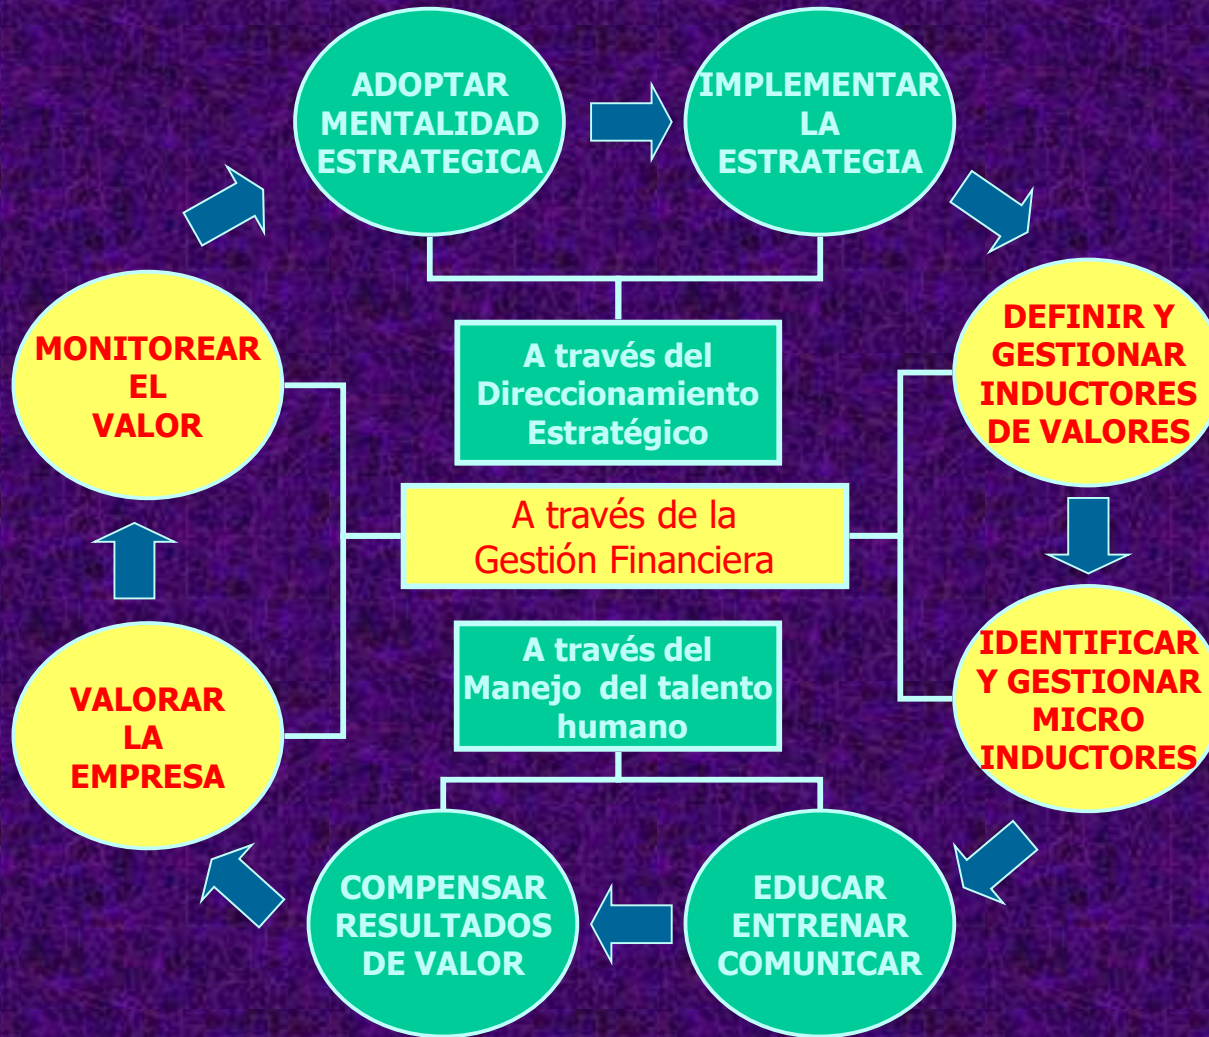 ADOPTAR
MENTALIDAD
ESTRATEGICA
IMPLEMENTAR
LA
ESTRATEGIA
DEFINIR Y
GESTIONAR
INDUCTORES
DE VALORES
IDENTIFICAR
Y GESTIONAR
MICRO
INDUCTORES
EDUCAR
ENTRENAR
COMUNICAR
COMPENSAR
RESULTADOS
DE VALOR
VALORAR
LA
EMPRESA
MONITOREAR
EL
VALOR
A través del
Direccionamiento
Estratégico
A través de la
Gestión Financiera
A través del
Manejo del talento
humano